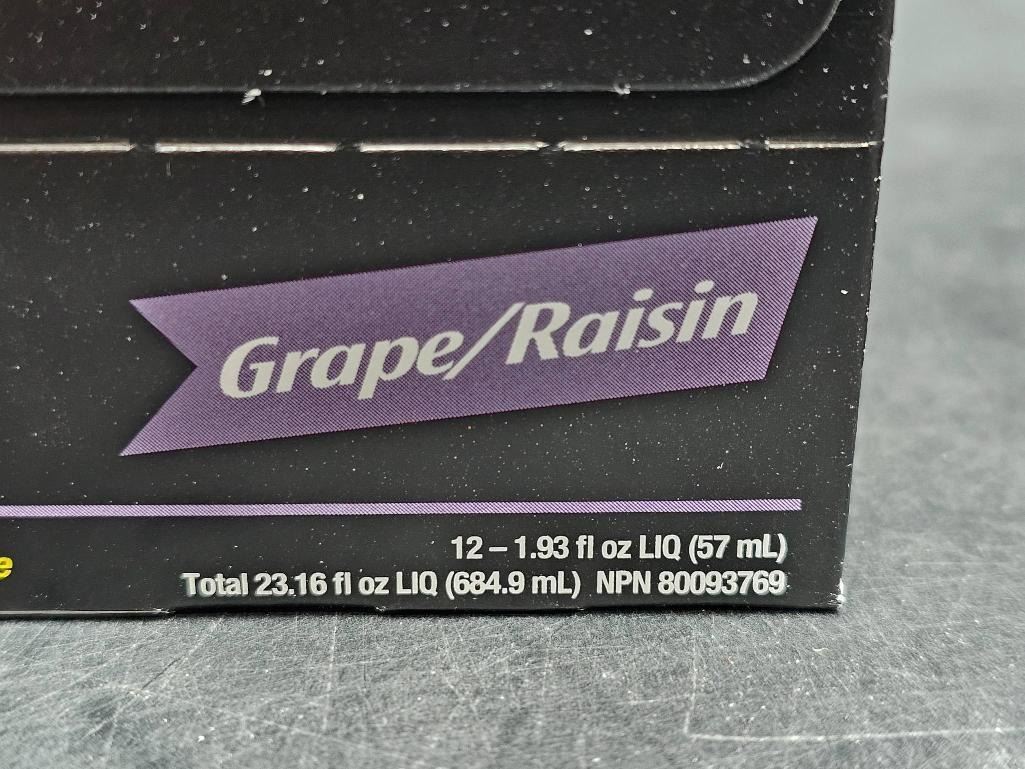 Grape/Raisin
12 – 1.93 fl oz LIQ (57 mL)
Total 23.16 fl oz LIQ (684.9 mL) NPN 80093769